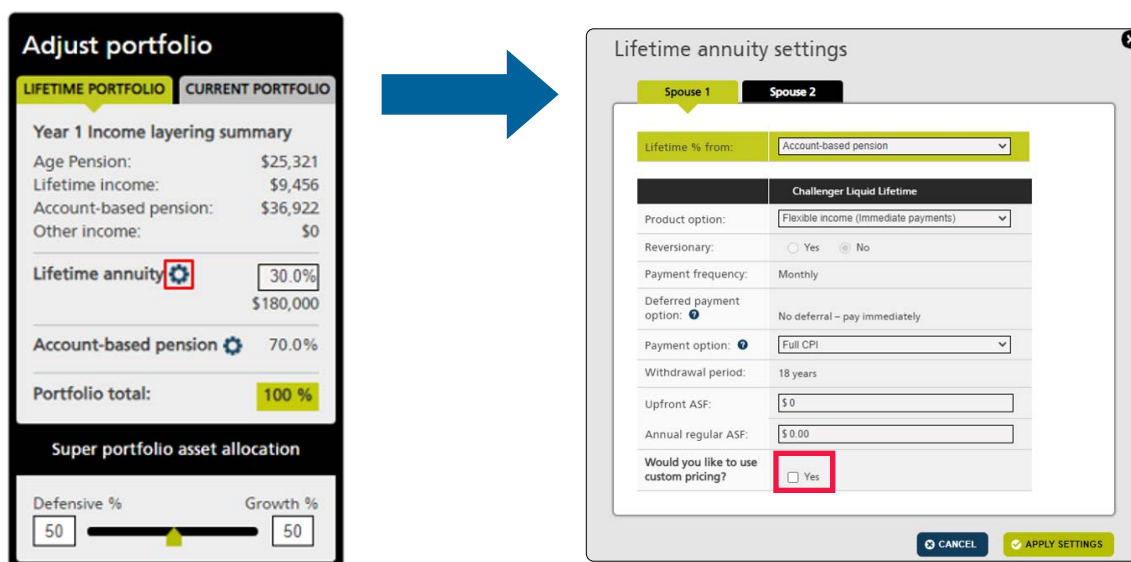 Adjust portfolio
LIFETIME PORTFOLIO CURRENT PORTFOLIO
Year 1 Income layering summary
Age Pension: $25,321
Lifetime income: $9,456
Account-based pension: $36,922
Other income: $0
Lifetime annuity 30.0%
$180,000
Account-based pension 70.0%
Portfolio total: 100 %
Super portfolio asset allocation
Defensive % Growth %
50 50
Lifetime annuity settings
Spouse 1 Spouse 2
Lifetime % from: Account-based pension
Challenger Liquid Lifetime
Product option: Flexible income (Immediate payments)
Reversionary: Yes No
Payment frequency: Monthly
Deferred payment
option: ? No deferral – pay immediately
Payment option: ? Full CPI
Withdrawal period: 18 years
Upfront ASF: $ 0
Annual regular ASF: $ 0.00
Would you like to use
custom pricing? Yes
CANCEL APPLY SETTINGS